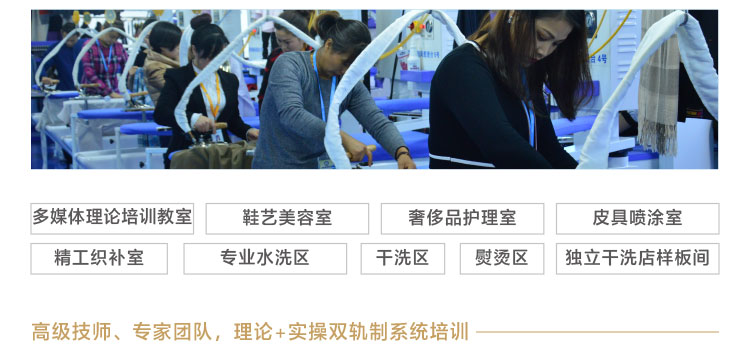 多媒体理论培训教室
鞋艺美容室
奢侈品护理室
皮具喷涂室
精工织补室
专业水洗区
干洗区
熨烫区
独立干洗店样板间
高级技师、专家团队，理论+实操双轨制系统培训